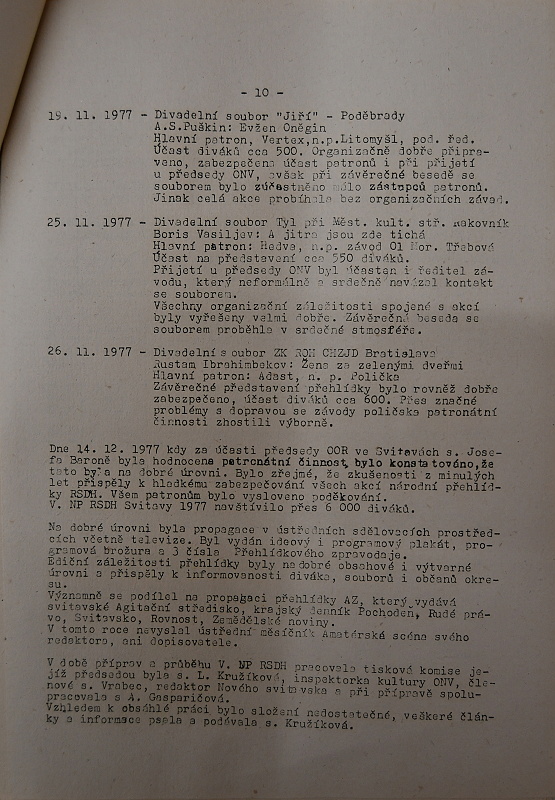 - 10 -
19. 11. 1977 - Divadelní soubor "Jiří" - Poděbrady
A.S.Puškin: Evžen Oněgin
Hlavní patron, Vertex,n.p.Litomyšl, pod. řed.
Účast diváků cca 500. Organizačně dobře připra-
veno, zabezpečena účast patronů i při přijetí
u předsedy ONV, avšak při závěrečné besedě se
souborem bylo zúčastněno málo zástupců patronů.
Jinak celá akce probíhala bez organizačních závad.
25. 11. 1977 - Divadelní soubor Tyl při Měst. kult. stř. Rakovník
Boris Vasiljev: A jitra jsou zde tichá
Hlavní patron: Hedva, n.p. závod 01 Mor. Třebová
Účast na představení cca 550 diváků.
Přijetí u předsedy ONV byl účasten i ředitel zá-
vodu, který neformálně a srdečně navázal kontakt
se souborem.
Všechny organizační záležitosti spojené s akcí
byly vyřešeny velmi dobře. Závěrečná beseda se
souborem proběhla v srdečné atmosféře.
26. 11. 1977 - Divadelní soubor ZK ROH CHZJD Bratislava
Rustam Ibrahimbekov: Žena za zelenými dveřmi
Hlavní patron: Adast, n. p. Polička
Závěrečné představení přehlídky bylo rovněž dobře
zabezpečeno, účast diváků cca 600. Přes značné
problémy s dopravou se závody poličska patronátní
činnosti zhostili výborně.
Dne 14. 12. 1977 kdy za účasti předsedy OOR ve Svitavách s. Jose-
fa Baroně byla hodnocena patronátní činnost, bylo konstatováno,že
tato byla na dobré úrovni. Bylo zřejmé, že zkušenosti z minulých
let přispěly k hladkému zabezpečování všech akcí národní přehlíd-
ky RSDH. Všem patronům bylo vysloveno poděkování.
V. NP RSDH Svitavy 1977 navštívilo přes 6 000 diváků.
Na dobré úrovni byla propagace v ústředních sdělovacích prostřed-
cích včetně televize. Byl vydán ideový i programový plakát, pro-
gramová brožura a 3 čísla Přehlídkového zpravodaje.
Ediční záležitosti přehlídky byly na dobré obsahové i výtvarné
úrovni a přispěly k informovanosti diváka, souborů i občanů okre-
su.
Významně se podílel na propagaci přehlídky AZ, který vydává
svitavské Agitační středisko, krajský denník Pochodeň, Rudé prá-
vo, Svitavsko, Rovnost, Zemědělské noviny.
V tomto roce nevyslal ústřední měsíčník Amatérská scéna svého
redaktora, ani dopisovatele.
V době příprav a průběhu V. NP RSDH pracovala tisková komise je-
jíž předsedou byla s. L. Kružíková, inspektorka kultury ONV, čle-
nové s. Vrabec, redaktor Nového svitavska a při přípravě spolu-
pracovala s A. Gasparičová.
Vzhledem k obsáhlé práci bylo složení nedostatečné, veškeré člán-
ky a informace psala a podávala s. Kružíková.